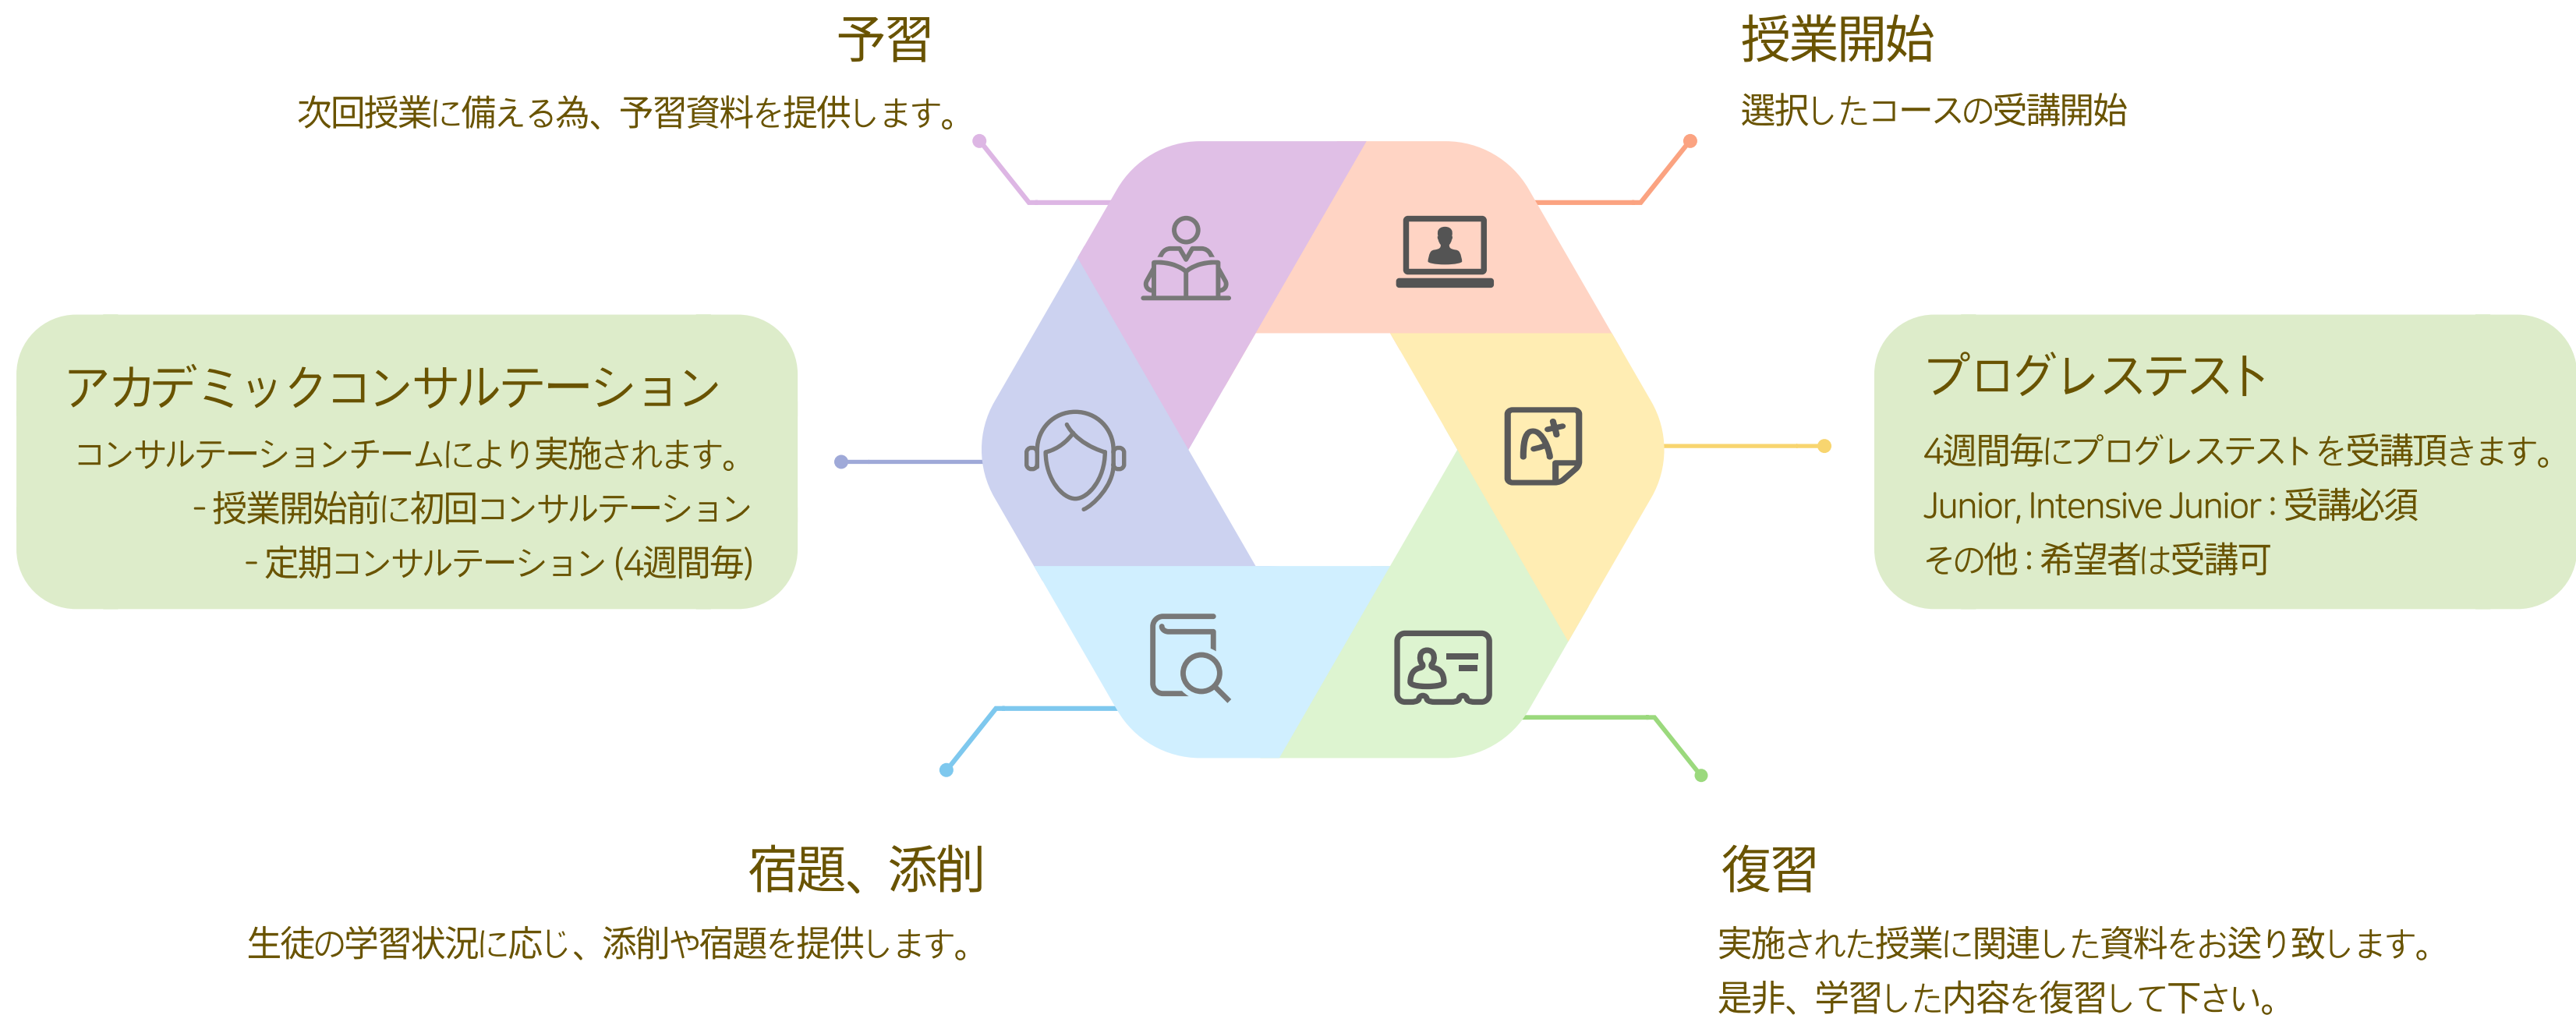 予習
次回授業に備える為、予習資料を提供します。
授業開始
選択したコースの受講開始
アカデミックコンサルテーション
コンサルテーションチームにより実施されます。
- 授業開始前に初回コンサルテーション
- 定期コンサルテーション (4週間毎)
プログレステスト
4週間毎にプログレステストを受講頂きます。
Junior, Intensive Junior : 受講必須
その他 : 希望者は受講可
宿題、添削
生徒の学習状況に応じ、添削や宿題を提供します。
復習
実施された授業に関連した資料をお送り致します。
是非、学習した内容を復習して下さい。